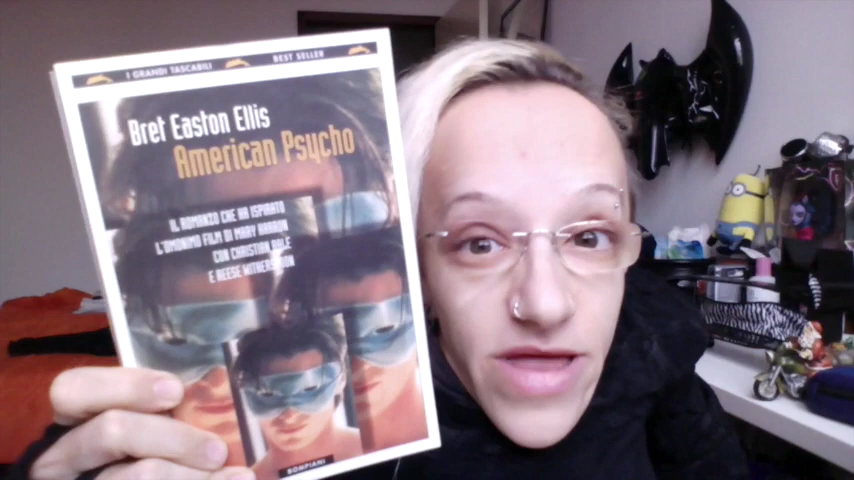 I GRANDI TASCABILI BEST SELLER
Bret Easton Ellis
American Psycho
IL ROMANZO CHE HA ISPIRATO
L'OMONIMO FILM DI MARY HARRON
CON CHRISTIAN BALE
E REESE WITHERSPOON
BOMPIANI